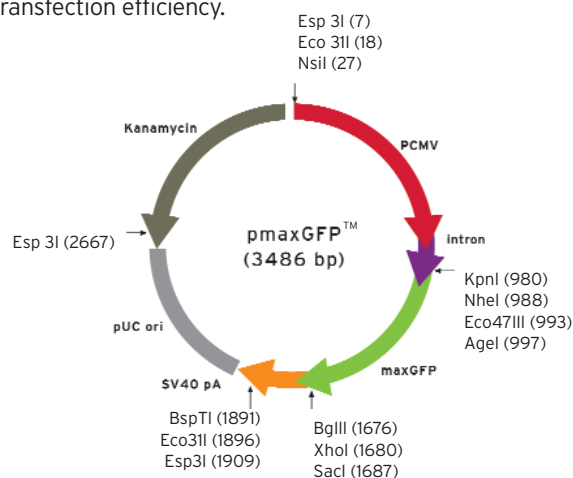 ransfection efficiency.
Esp 3I (7)
Eco 31I (18)
NsiI (27)
Kanamycin
PCMV
Esp 3I (2667)
pmaxGFP™
(3486 bp)
intron
KpnI (980)
NheI (988)
Eco47III (993)
AgeI (997)
pUC ori
maxGFP
SV40 pA
BspTI (1891)
Eco31I (1896)
Esp3I (1909)
BglII (1676)
XhoI (1680)
SacI (1687)